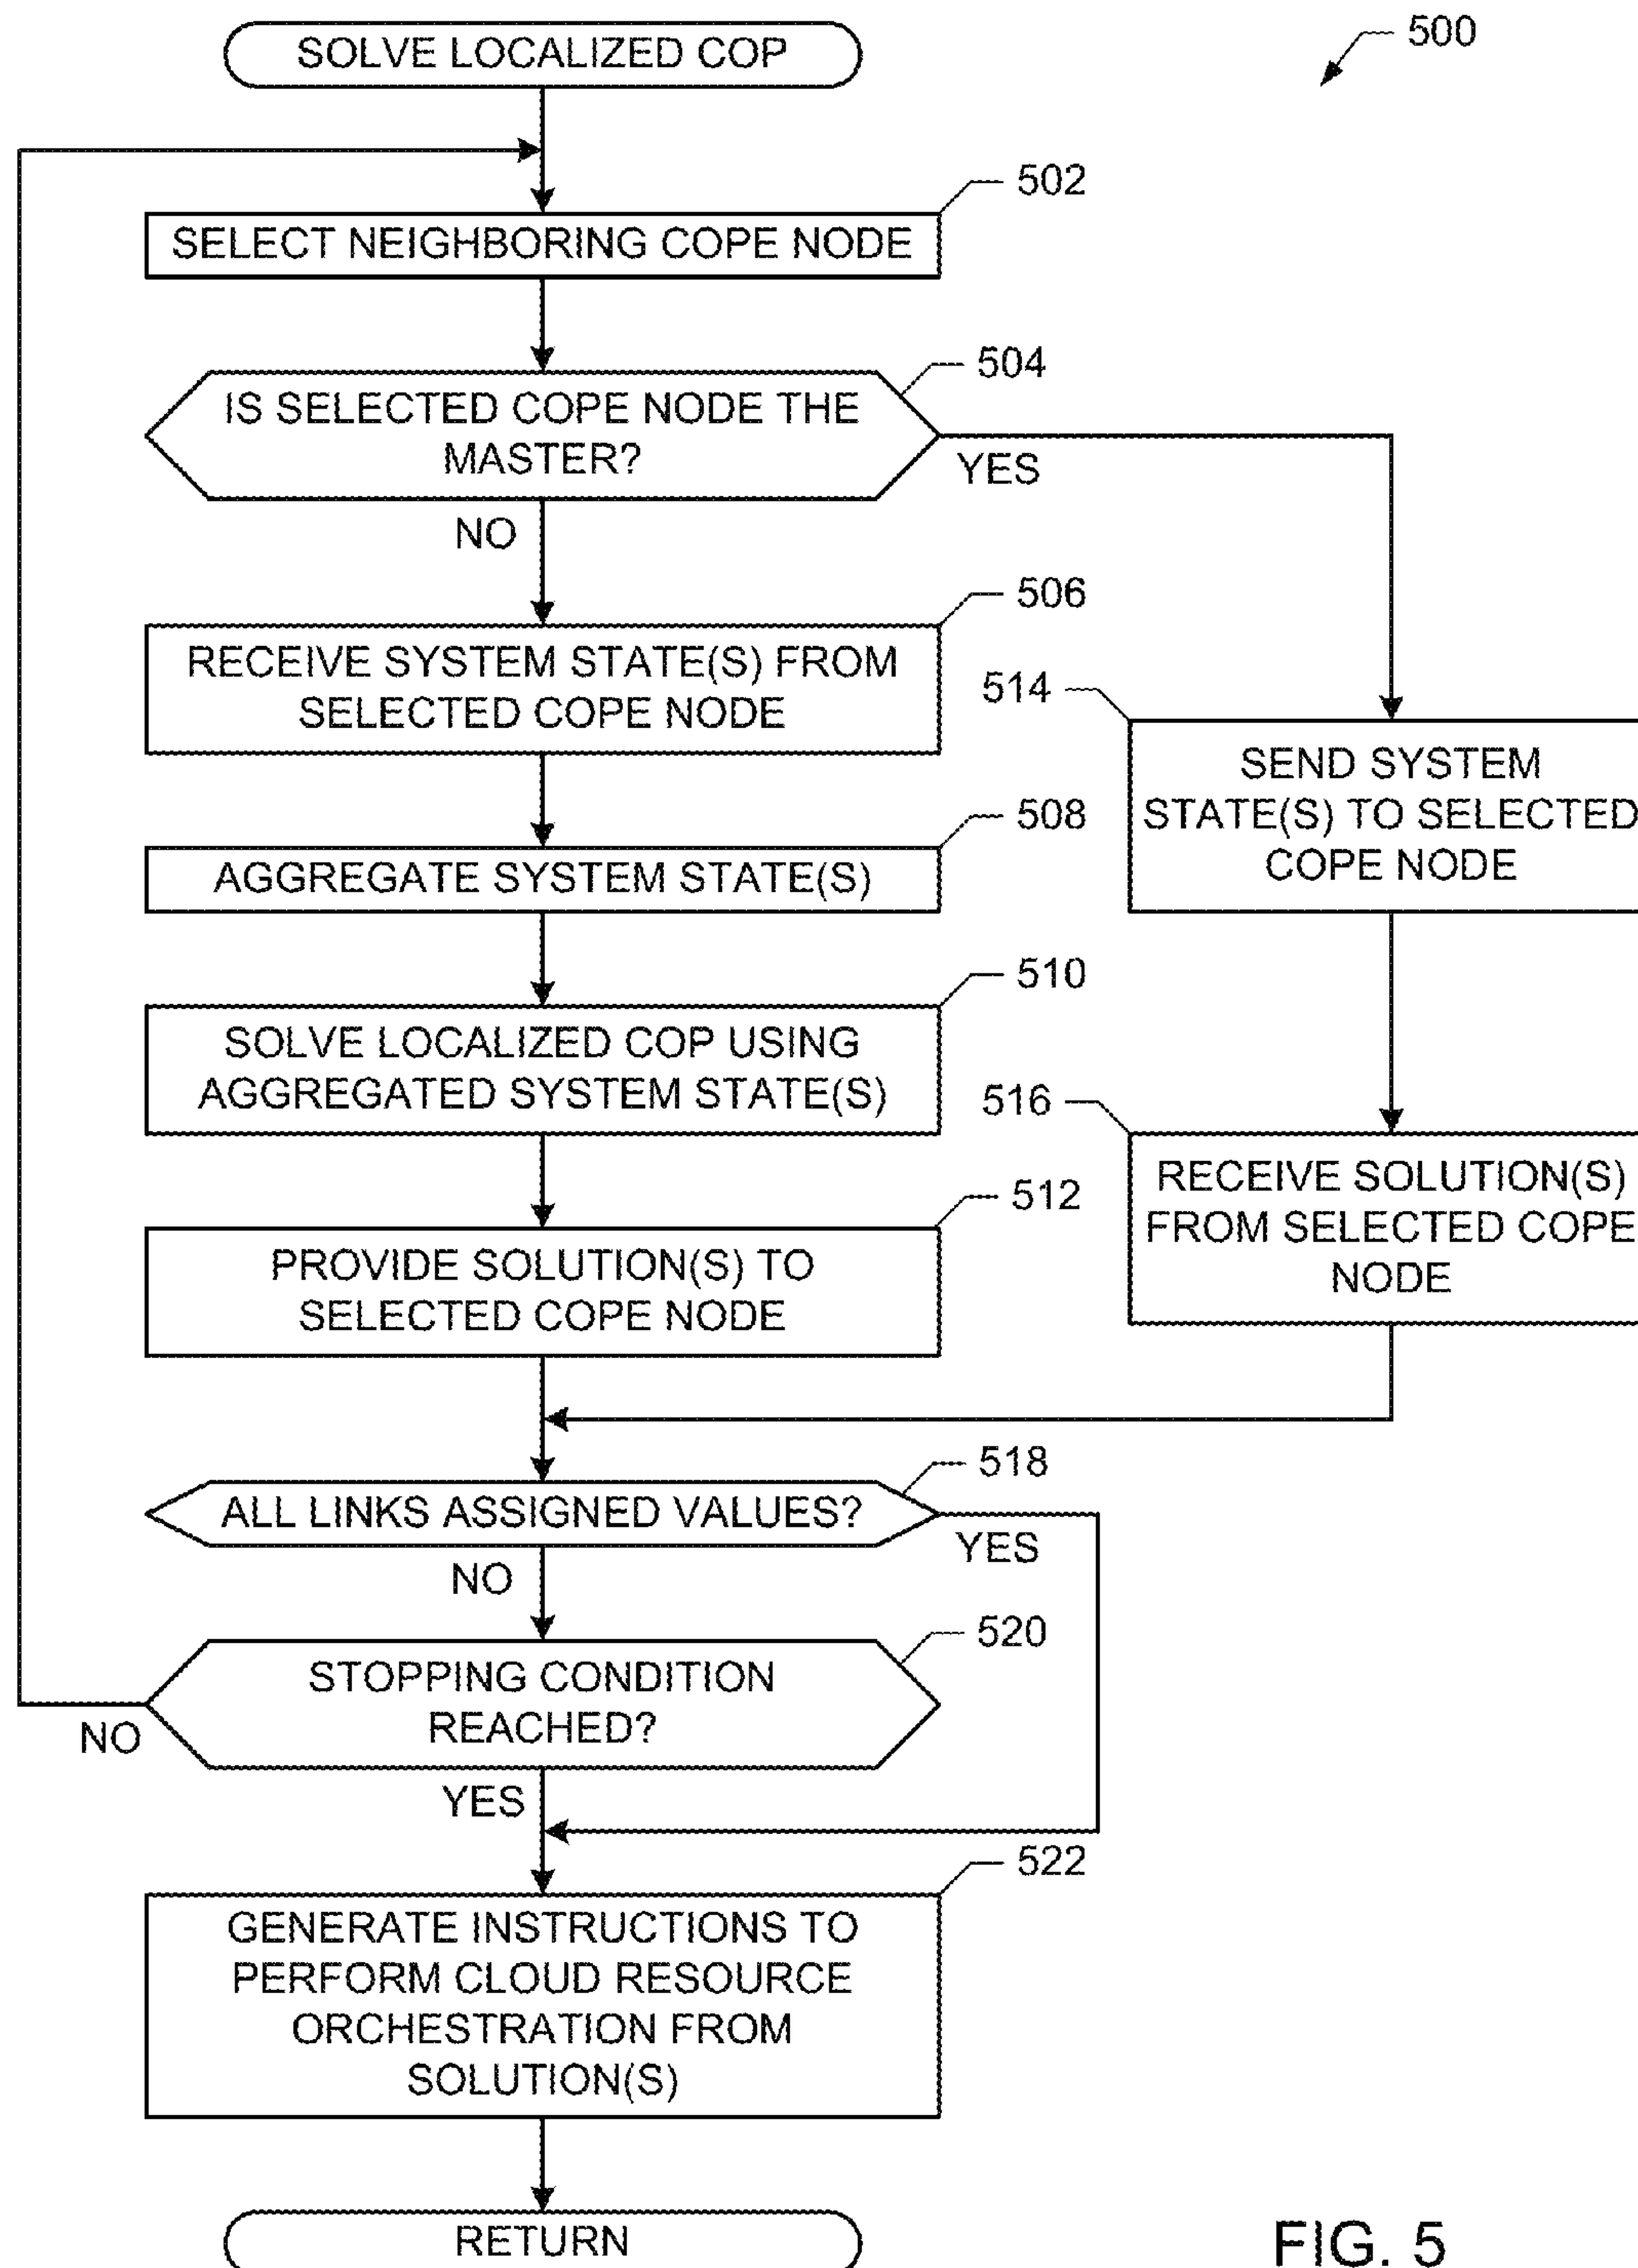 SOLVE LOCALIZED COP
500
502
SELECT NEIGHBORING COPE NODE
504
IS SELECTED COPE NODE THE
MASTER?
YES
NO
506
RECEIVE SYSTEM STATE(S) FROM
SELECTED COPE NODE
514
SEND SYSTEM
STATE(S) TO SELECTED
COPE NODE
508
AGGREGATE SYSTEM STATE(S)
510
SOLVE LOCALIZED COP USING
AGGREGATED SYSTEM STATE(S)
516
RECEIVE SOLUTION(S)
FROM SELECTED COPE
NODE
512
PROVIDE SOLUTION(S) TO
SELECTED COPE NODE
518
ALL LINKS ASSIGNED VALUES?
YES
NO
520
STOPPING CONDITION
REACHED?
NO
YES
522
GENERATE INSTRUCTIONS TO
PERFORM CLOUD RESOURCE
ORCHESTRATION FROM
SOLUTION(S)
RETURN
FIG. 5